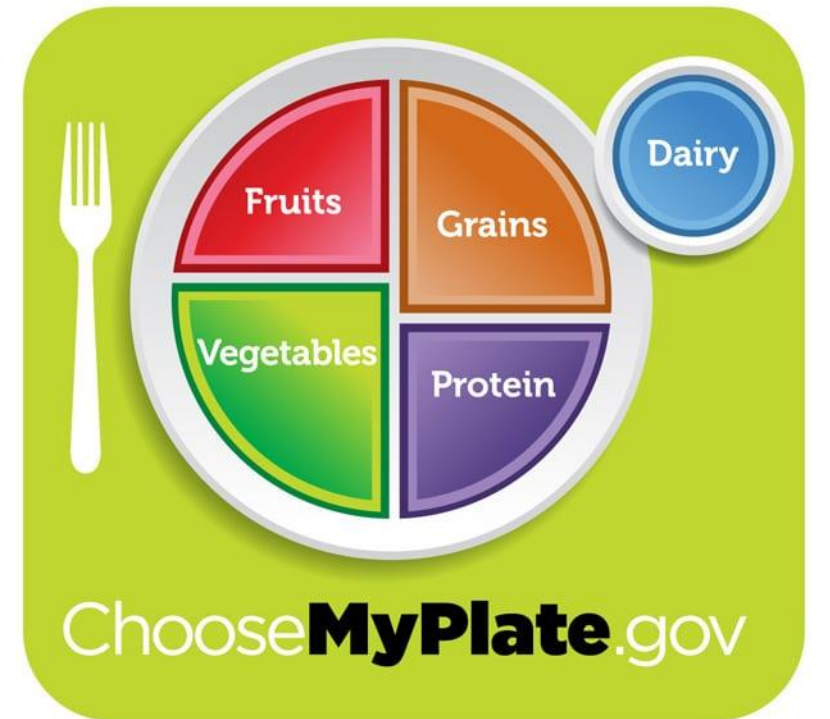 Fruits
Grains
Dairy
Vegetables
Protein
ChooseMyPlate.gov